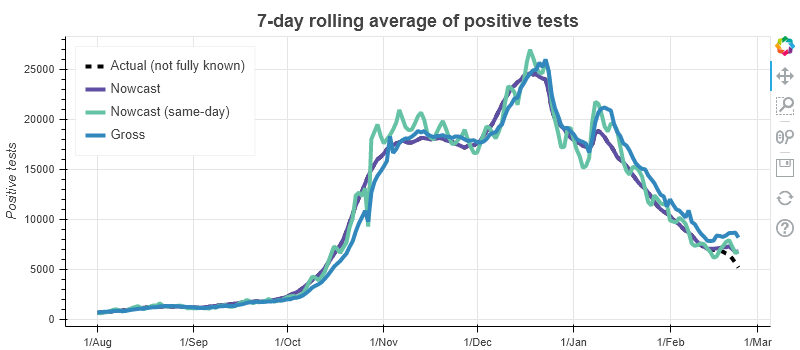 7-day rolling average of positive tests
Actual (not fully known)
Nowcast
Nowcast (same-day)
Gross
Positive tests
25000
20000
15000
10000
5000
0
1/Aug
1/Sep
1/Oct
1/Nov
1/Dec
1/Jan
1/Feb
1/Mar